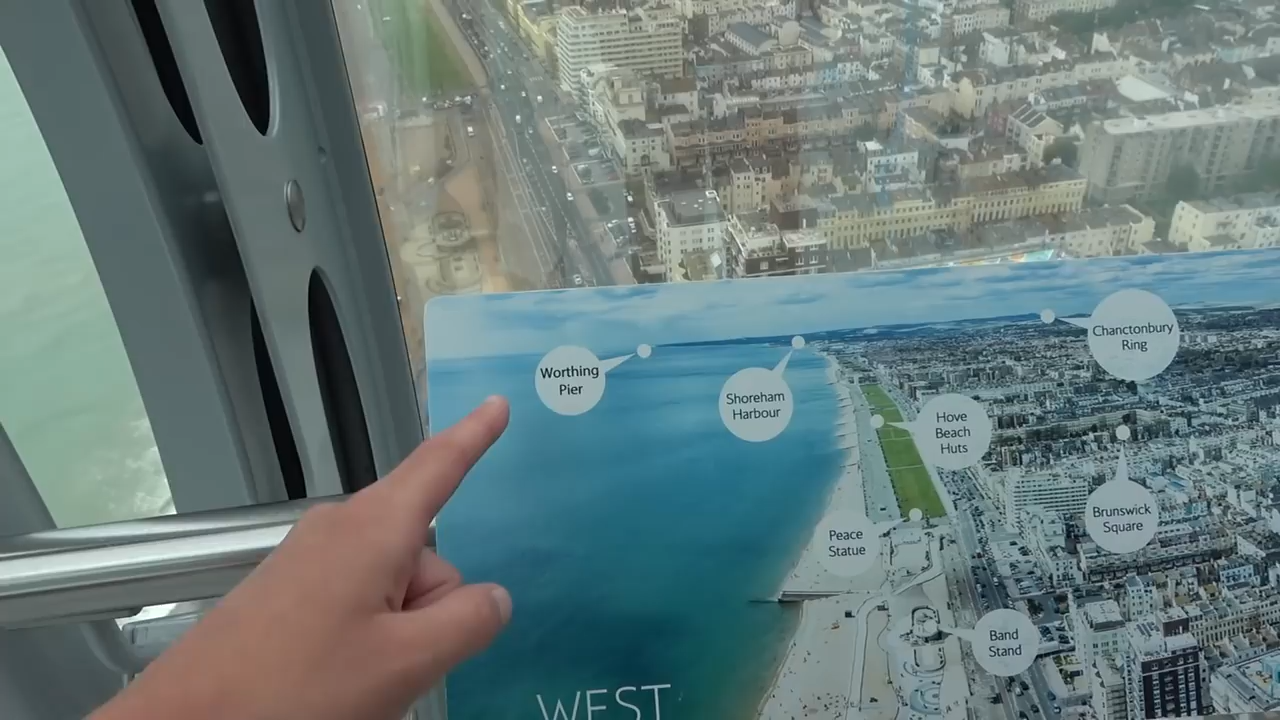 Worthing
Pier
Shoreham
Harbour
Chanctonbury
Ring
Hove
Beach
Huts
Brunswick
Square
Peace
Statue
Band
Stand
WEST